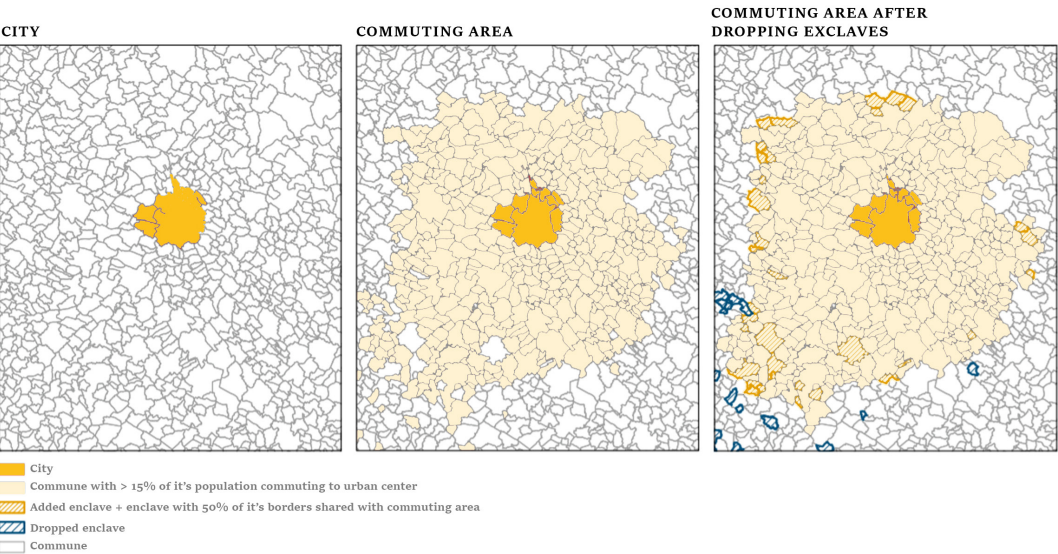 CITY
COMMUTING AREA
COMMUTING AREA AFTER
DROPPING EXCLAVES
City
Commune with > 15% of it's population commuting to urban center
Added enclave + enclave with 50% of it's borders shared with commuting area
Dropped enclave
Commune